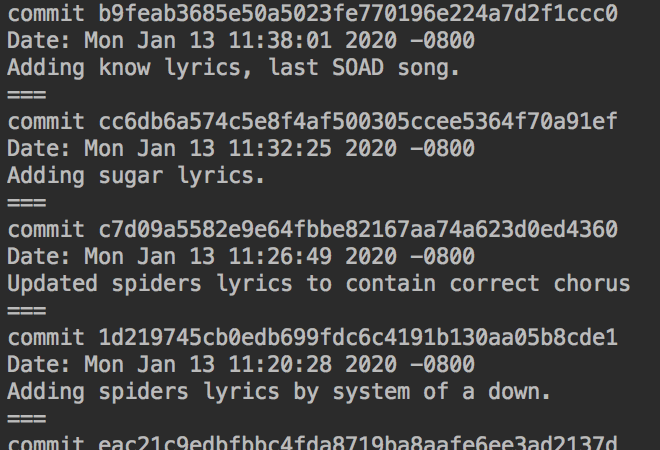 commit b9feab3685e50a5023fe770196e224a7d2f1ccc0
Date: Mon Jan 13 11:38:01 2020 -0800
Adding know lyrics, last SOAD song.
===
commit cc6db6a574c5e8f4af500305ccee5364f70a91ef
Date: Mon Jan 13 11:32:25 2020 -0800
Adding sugar lyrics.
===
commit c7d09a5582e9e64fbbe82167aa74a623d0ed4360
Date: Mon Jan 13 11:26:49 2020 -0800
Updated spiders lyrics to contain correct chorus
===
commit 1d219745cb0edb699fdc6c4191b130aa05b8cde1
Date: Mon Jan 13 11:20:28 2020 -0800
Adding spiders lyrics by system of a down.
===
commit eac21c9edbfbbc4fda8719ba8aafe6ee3ad2137d